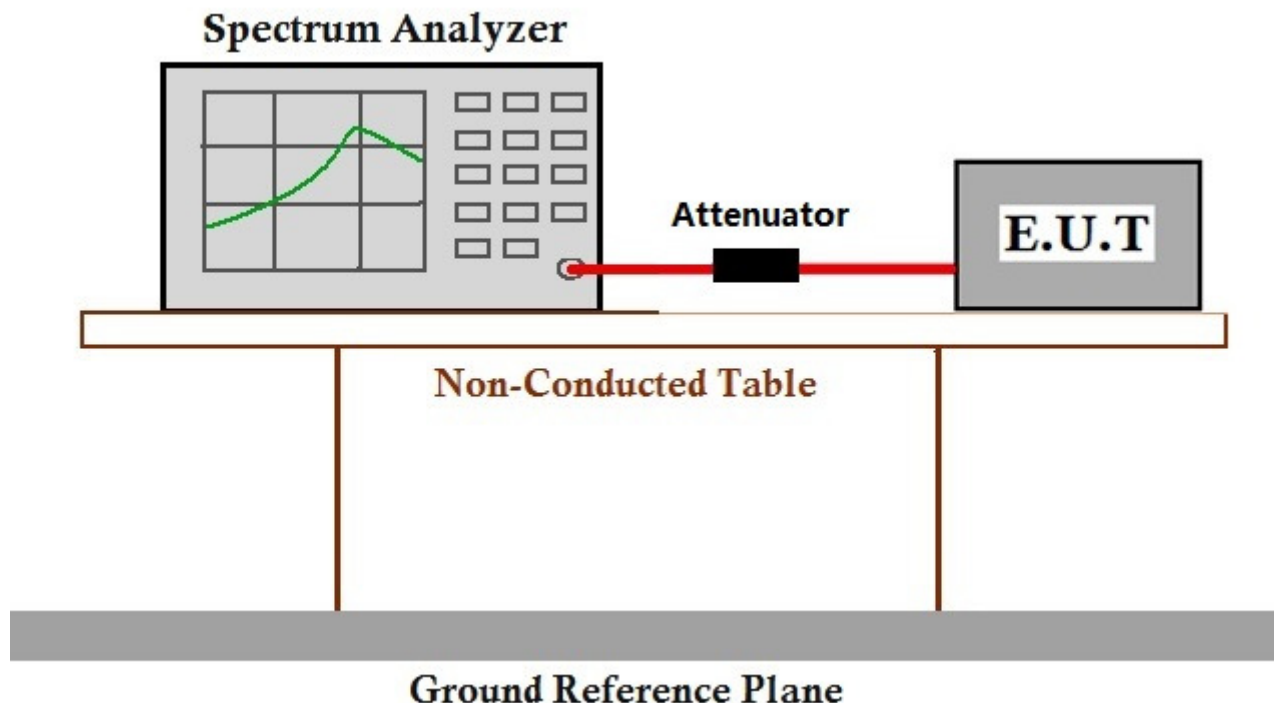 Spectrum Analyzer
Attenuator
E.U.T
Non-Conducted Table
Ground Reference Plane